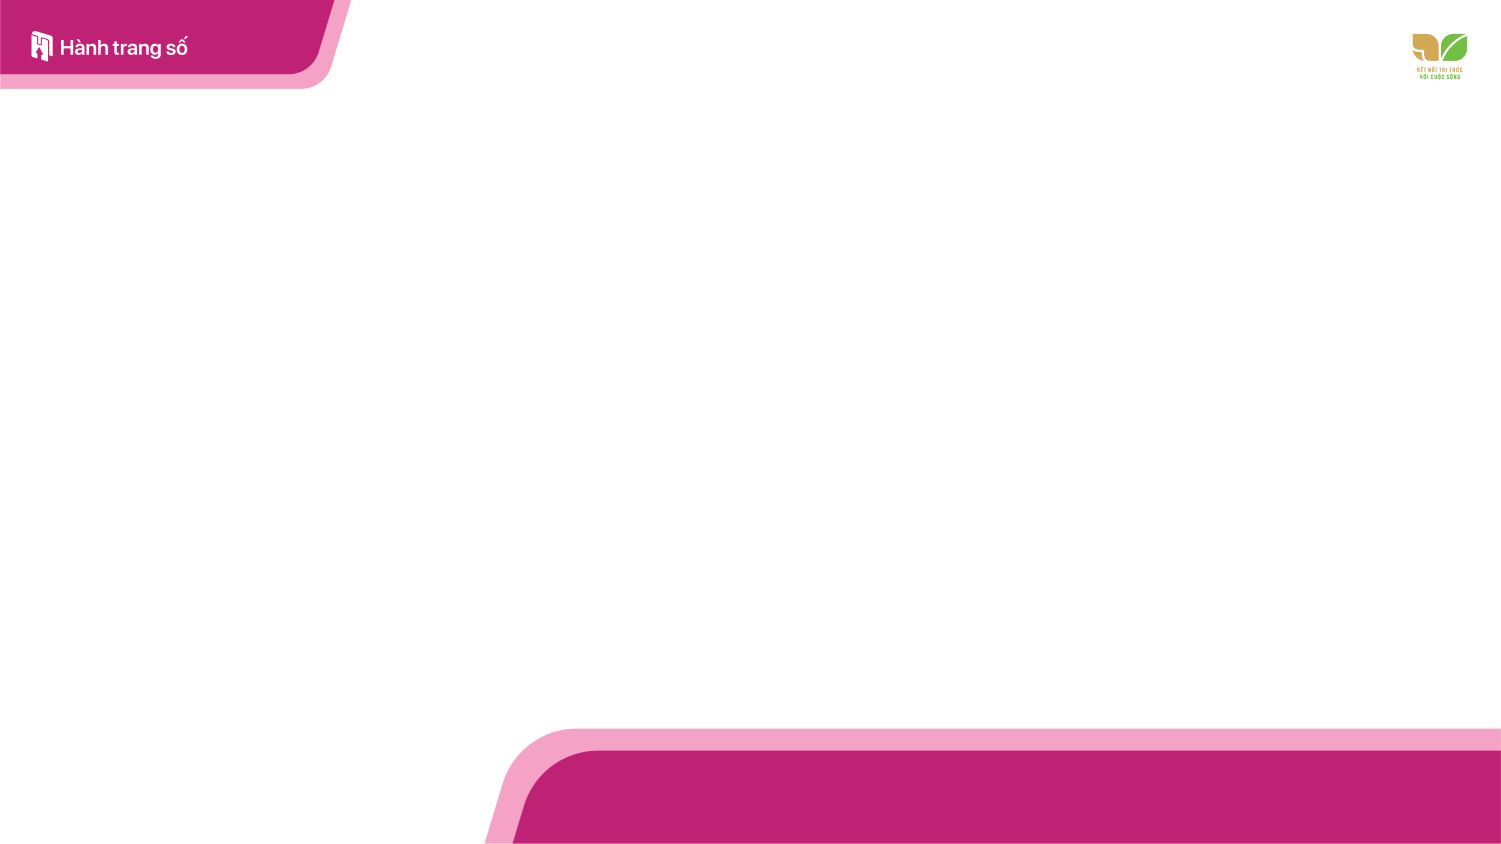 Hành trang số
KẾT NỐI TRI THỨC
VỚI CUỘC SỐNG